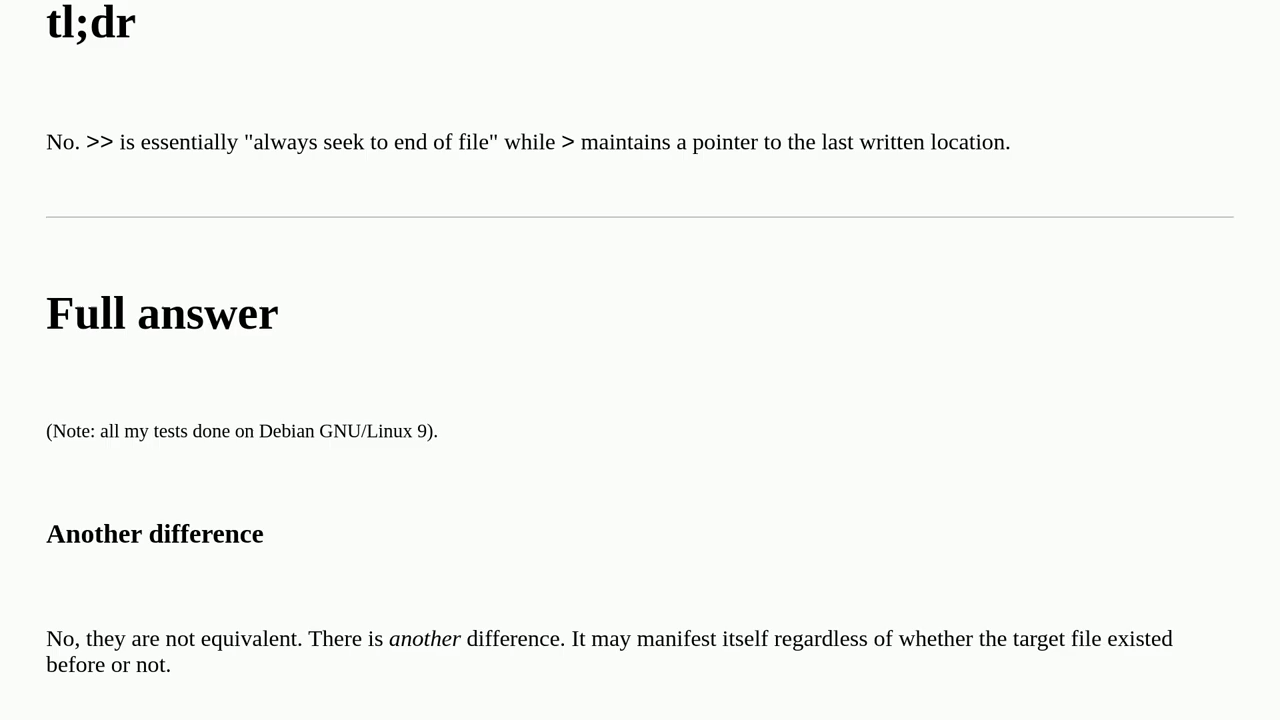 tl;dr
No. >> is essentially "always seek to end of file" while > maintains a pointer to the last written location.
Full answer
(Note: all my tests done on Debian GNU/Linux 9).
Another difference
No, they are not equivalent. There is another difference. It may manifest itself regardless of whether the target file existed
before or not.